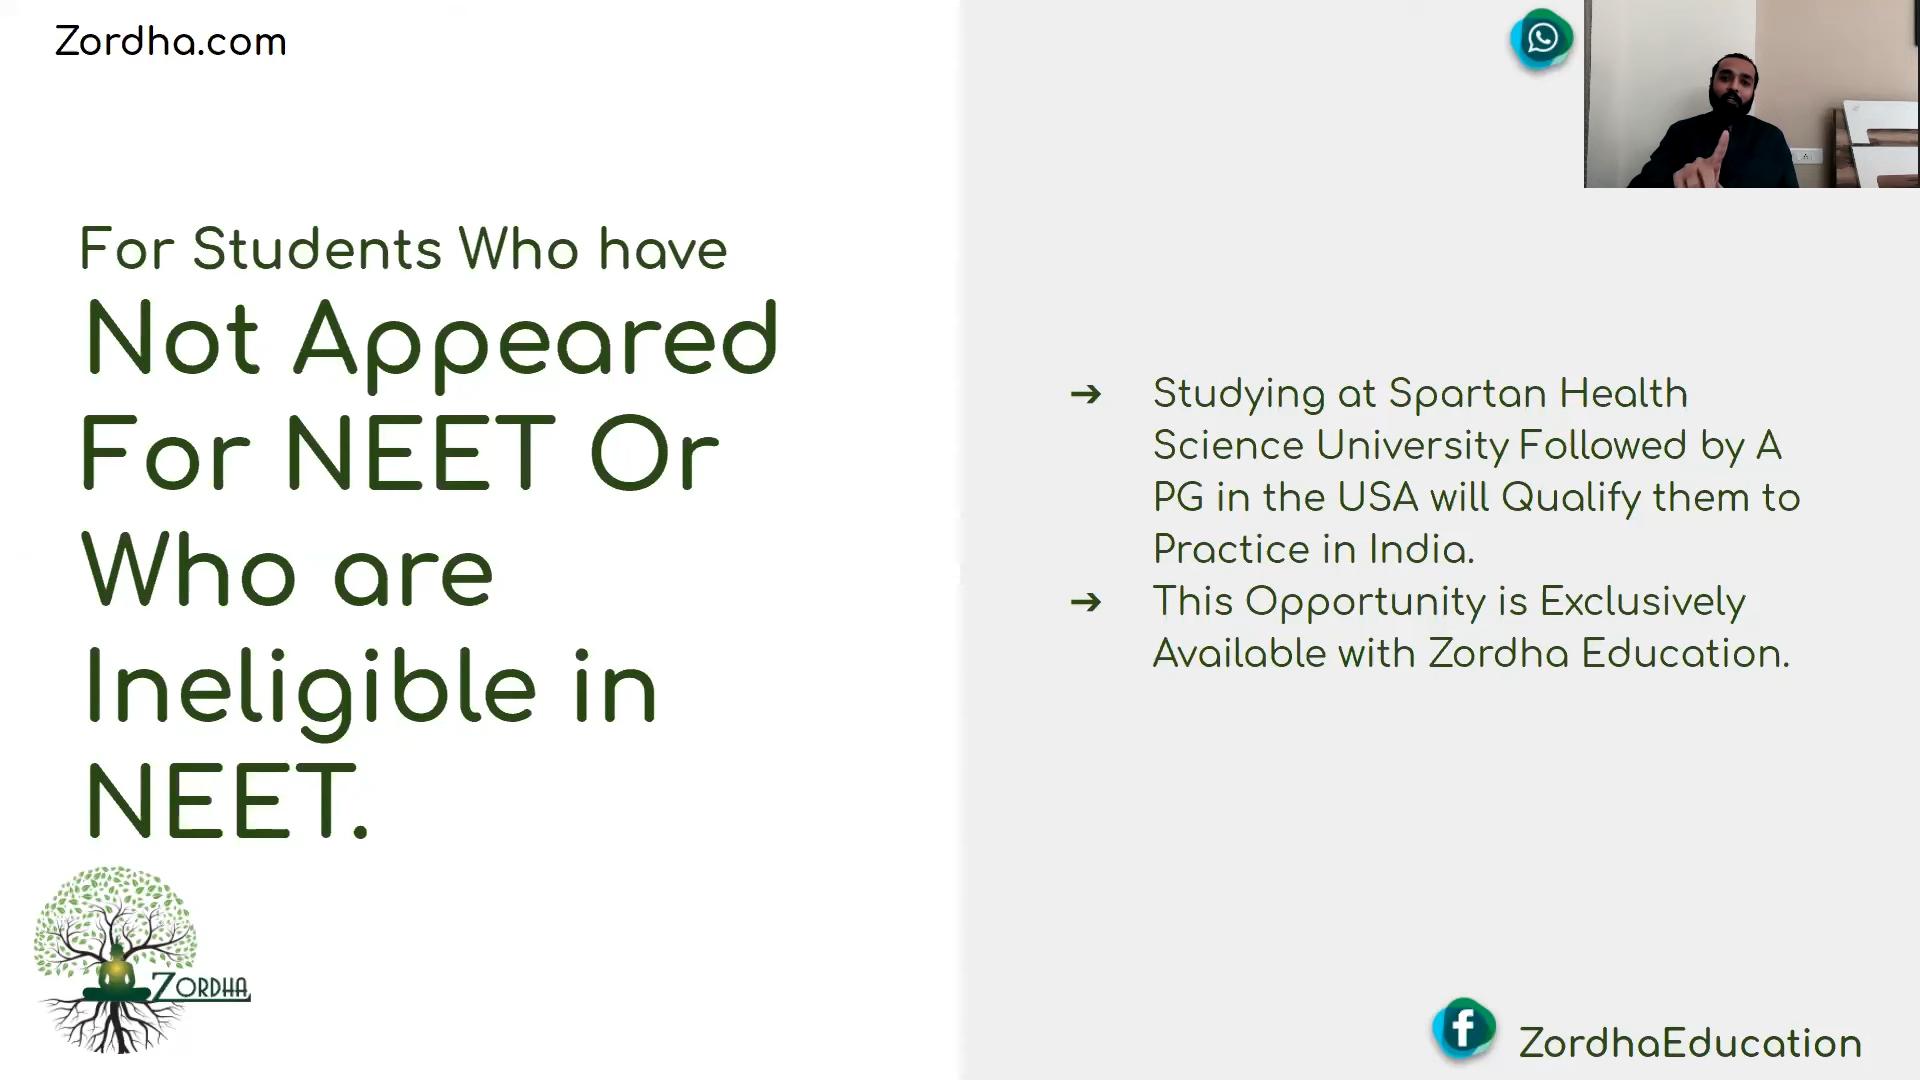 Zordha.com
For Students Who have
Not Appeared
For NEET Or
Who are
Ineligible in
NEET.
➔ Studying at Spartan Health
Science University Followed by A
PG in the USA will Qualify them to
Practice in India.
➔ This Opportunity is Exclusively
Available with Zordha Education.
ZORDHA
f ZordhaEducation